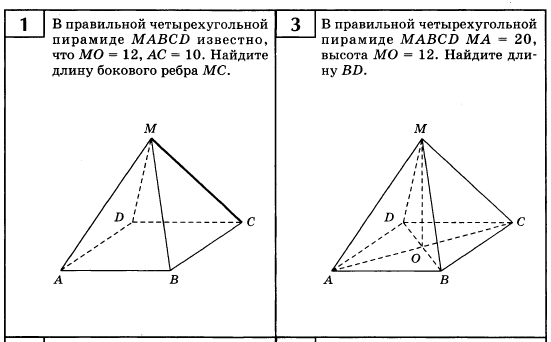 1
В правильной четырехугольной
пирамиде MABCD известно,
что MO = 12, AC = 10. Найдите
длину бокового ребра MC.
M
D
C
A
B
3
В правильной четырехугольной
пирамиде MABCD MA = 20,
высота MO = 12. Найдите дли-
ну BD.
M
D
C
O
A
B